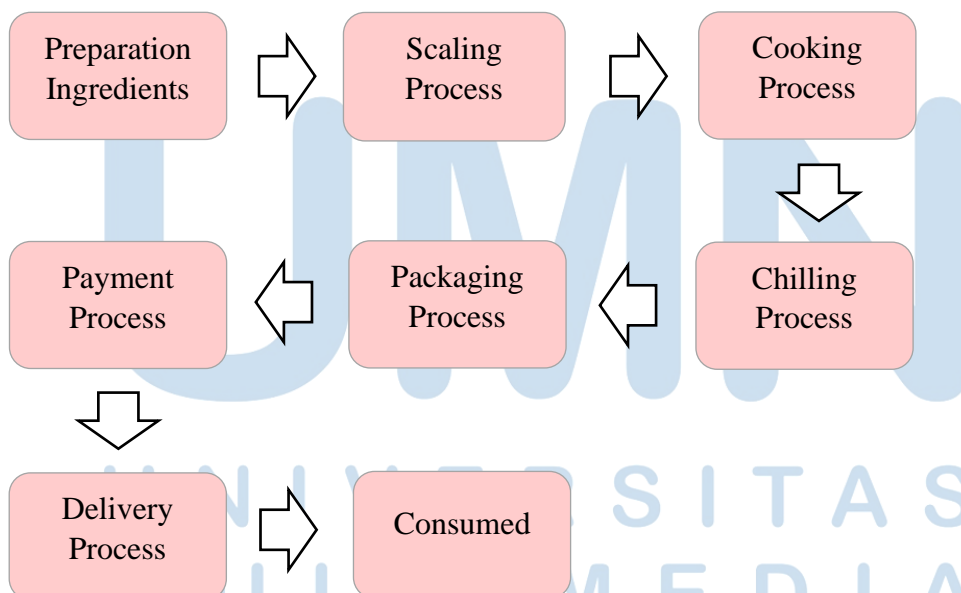 Preparation
Ingredients
Scaling
Process
Cooking
Process
Payment
Process
Packaging
Process
Chilling
Process
Delivery
Process
Consumed
UMN
UNIVERSITAS
MEDIA